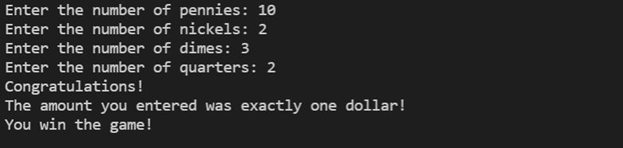 Enter the number of pennies: 10
Enter the number of nickels: 2
Enter the number of dimes: 3
Enter the number of quarters: 2
Congratulations!
The amount you entered was exactly one dollar!
You win the game!